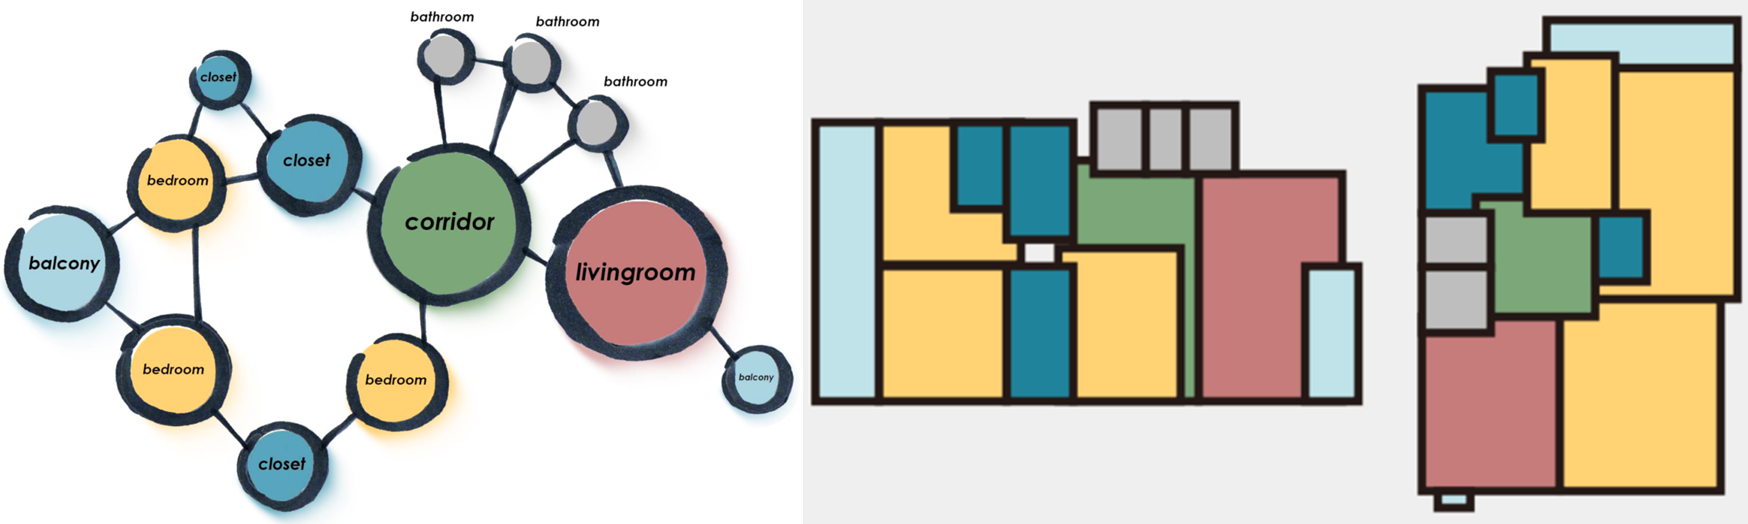 bathroom
bathroom
closet
bathroom
closet
bedroom
corridor
balcony
livingroom
bedroom
bedroom
balcony
closet